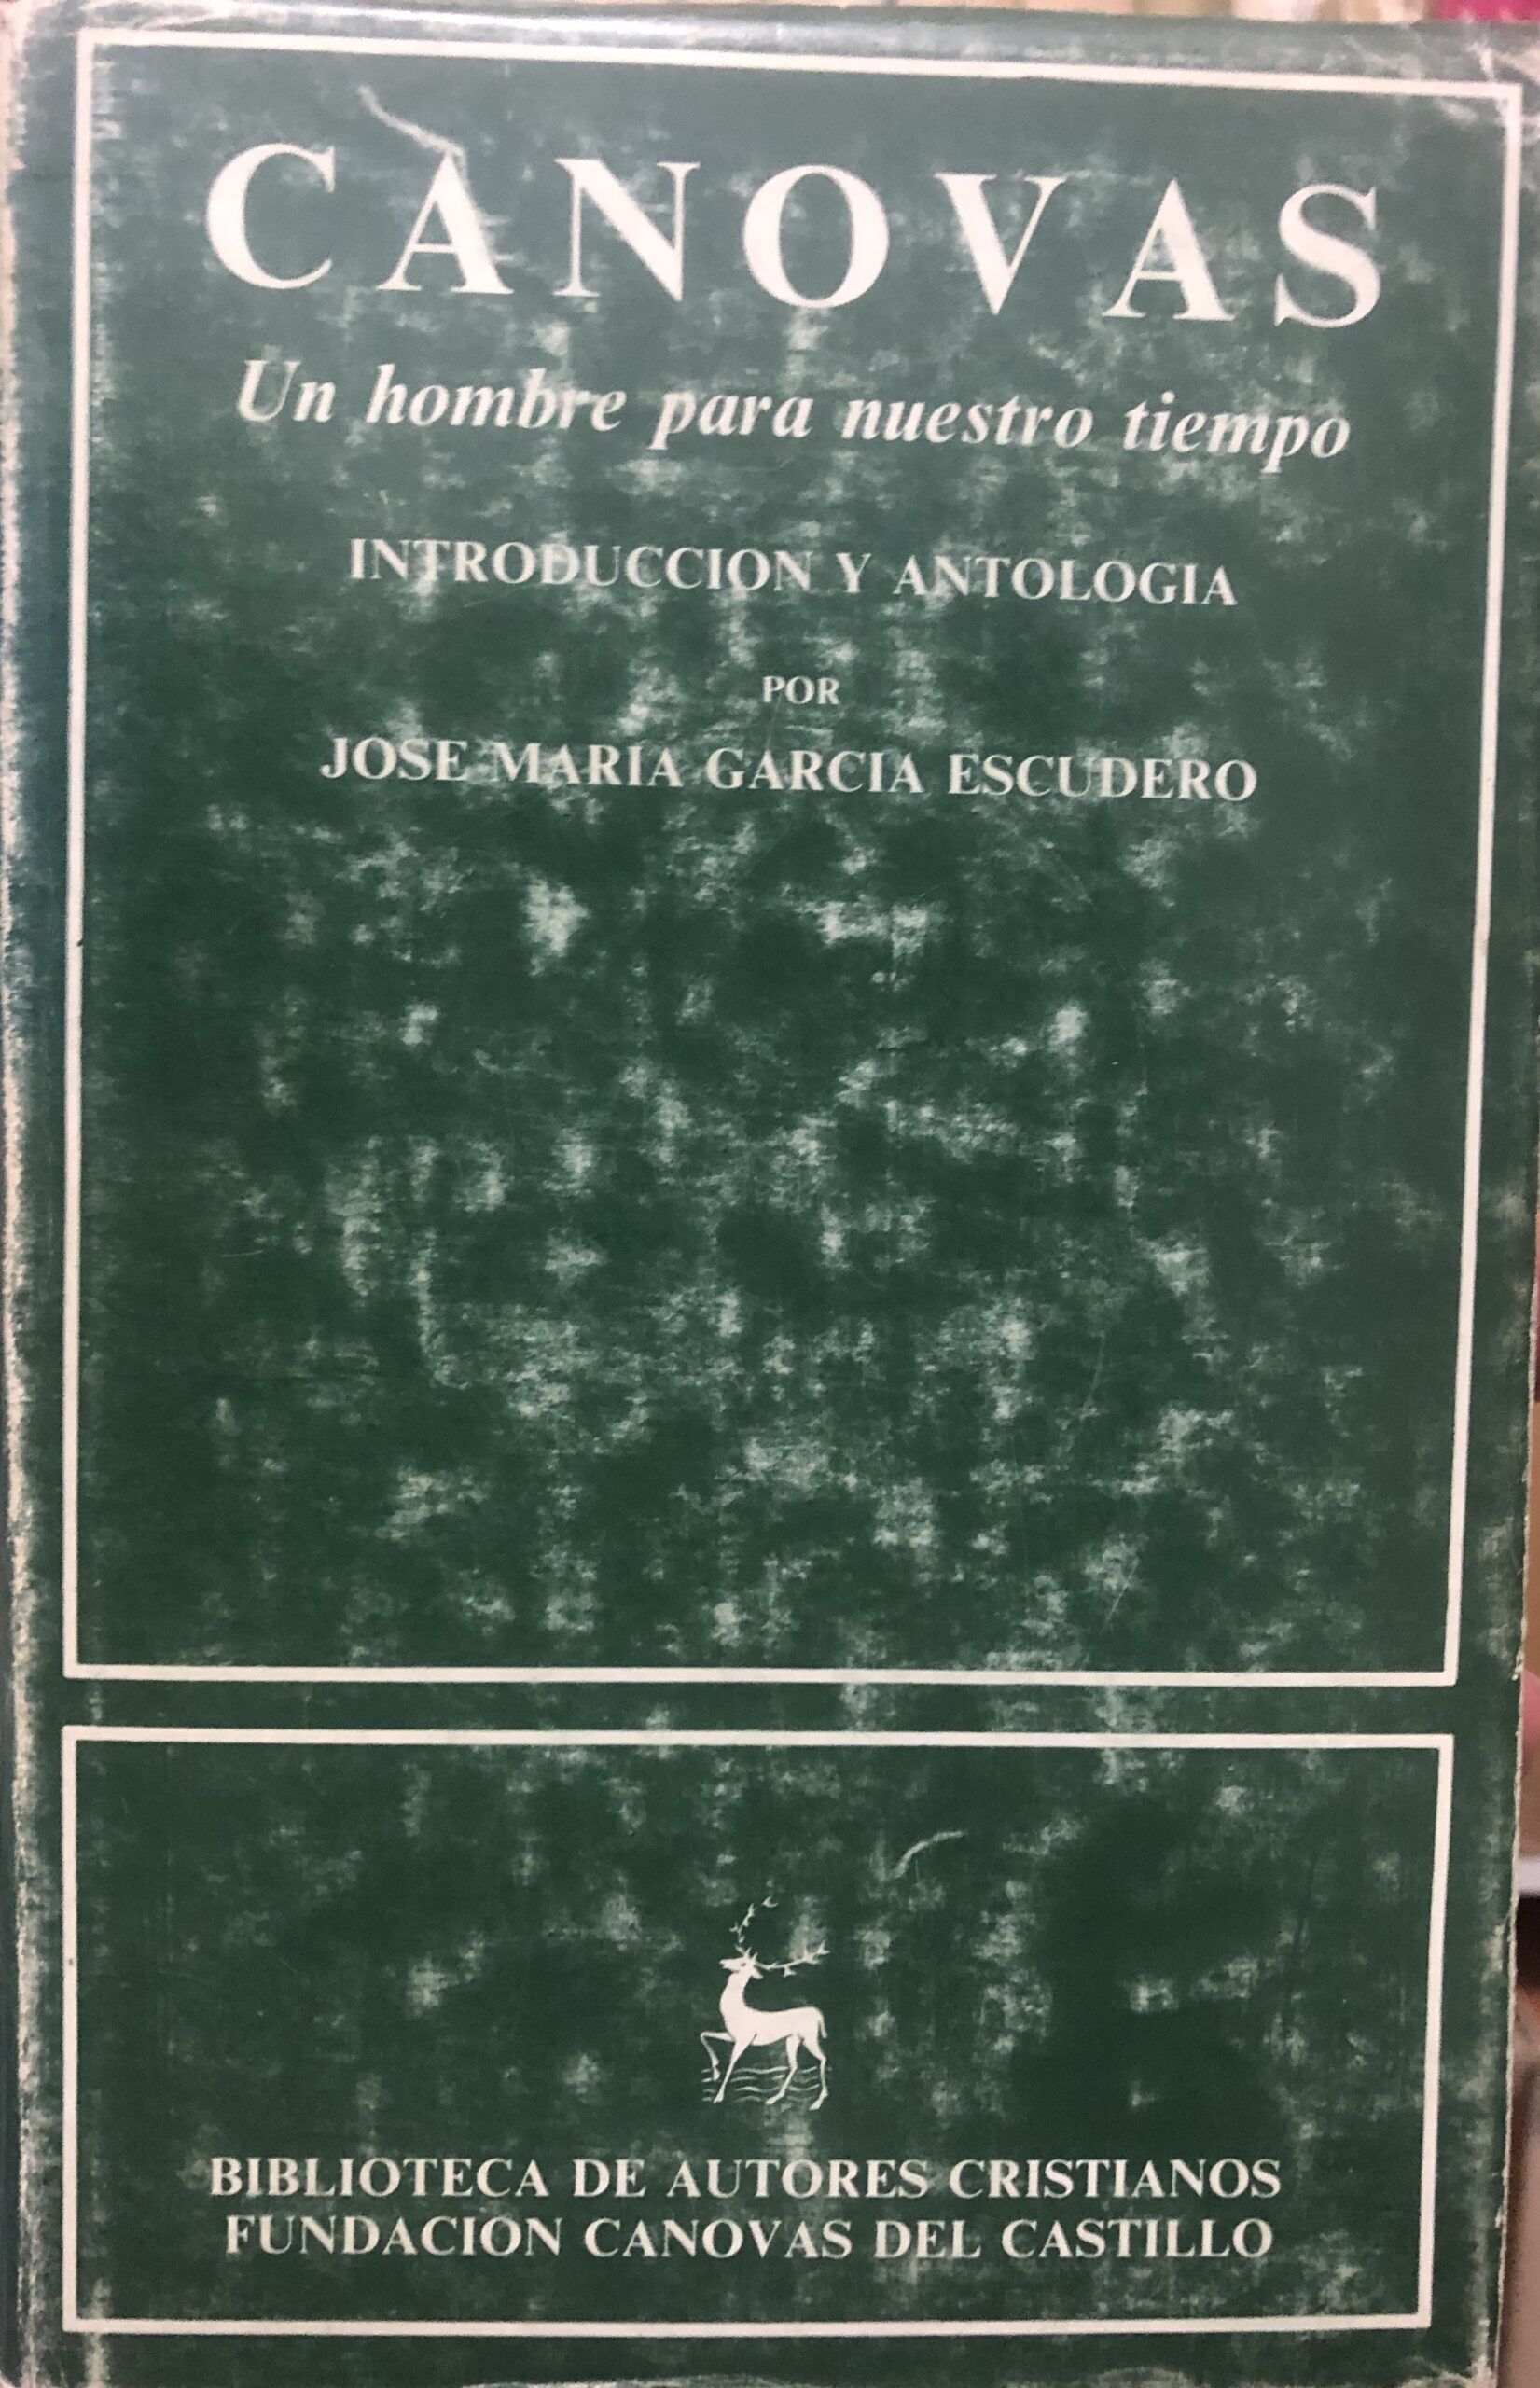 CANOVAS
Un hombre para nuestro tiempo
INTRODUCCION Y ANTOLOGIA
POR
JOSE MARIA GARCIA ESCUDERO
BIBLIOTECA DE AUTORES CRISTIANOS
FUNDACION CANOVAS DEL CASTILLO